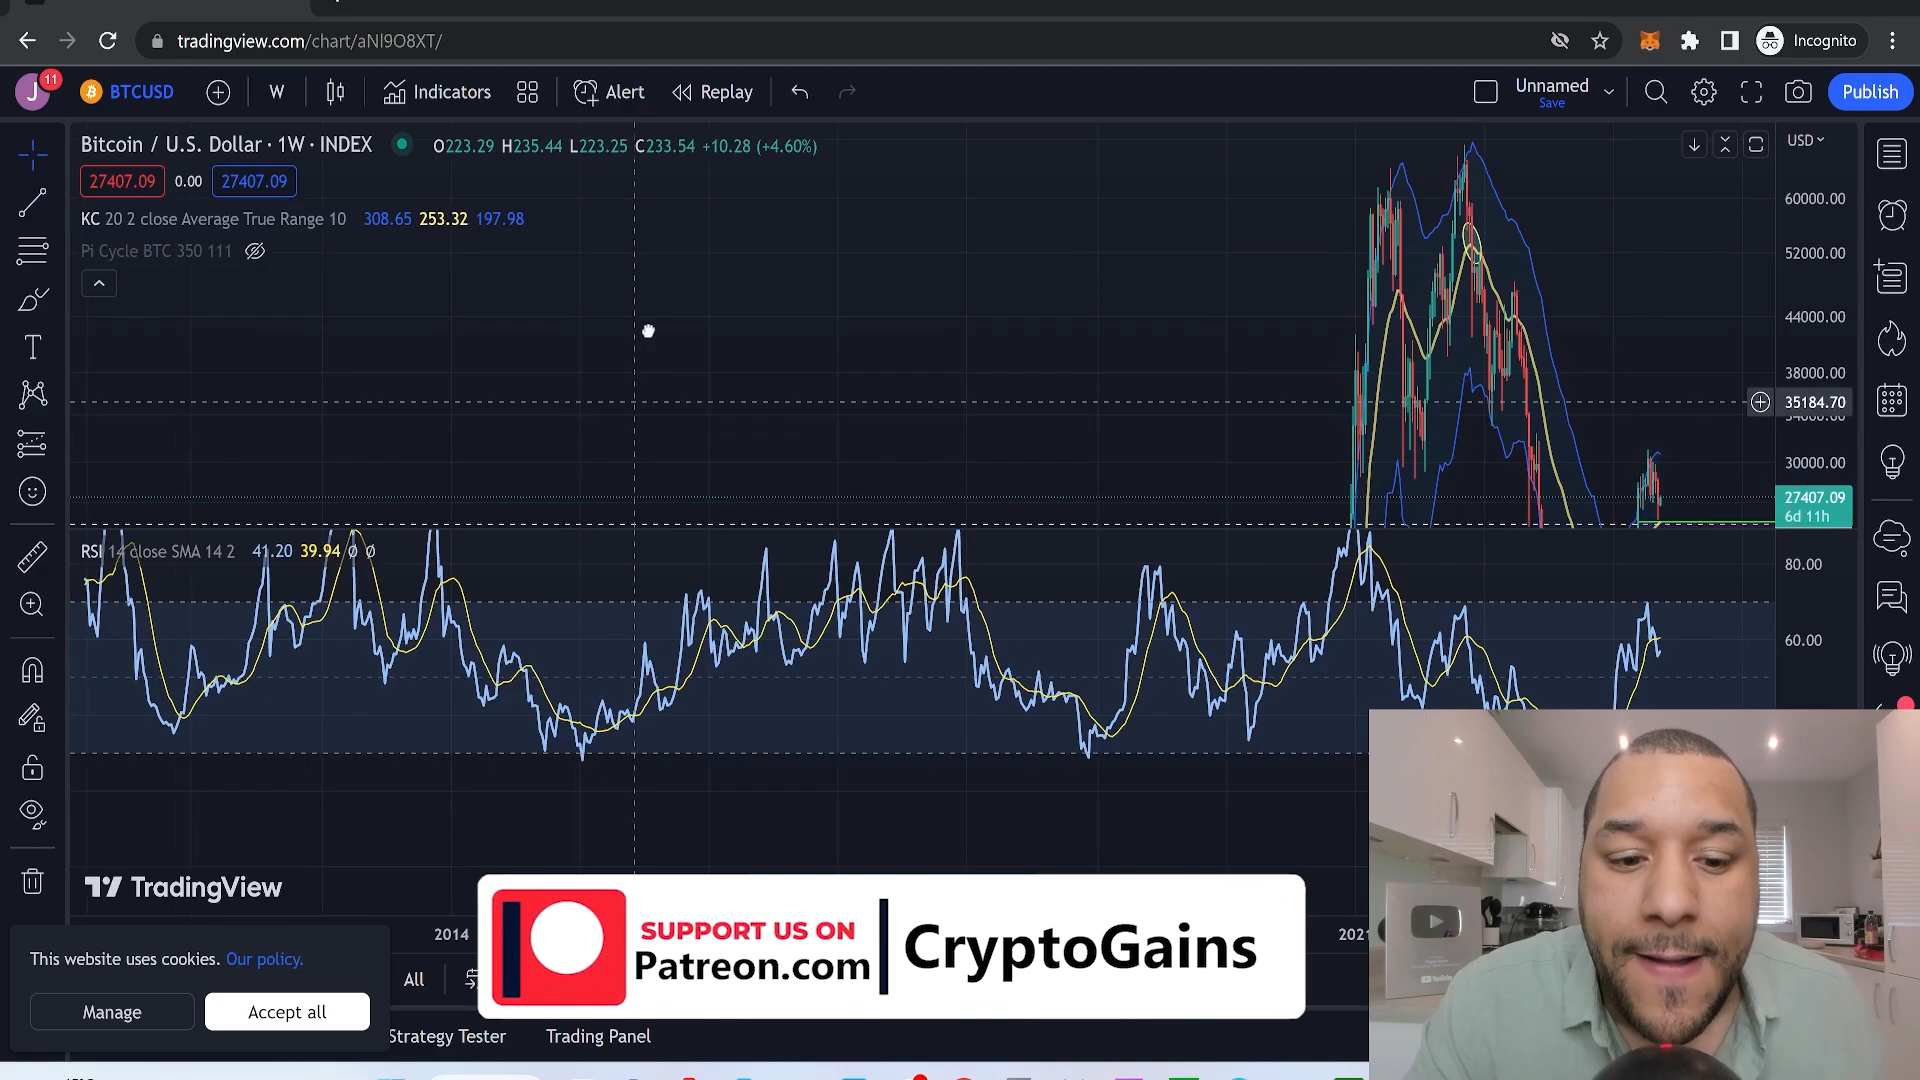 tradingview.com/chart/aNI9O8XT/
Incognito
J 11
BTCUSD
W
Indicators
Alert
Replay
Unnamed
Save
Publish
Bitcoin / U.S. Dollar · 1W · INDEX
O223.29 H235.44 L223.25 C233.54 +10.28 (+4.60%)
USD
27407.09 0.00 27407.09
KC 20 2 close Average True Range 10 308.65 253.32 197.98
Pi Cycle BTC 350 111
60000.00
52000.00
44000.00
38000.00
35184.70
30000.00
27407.09
6d 11h
RSI 14 close SMA 14 2 41.20 39.94 Ø Ø
80.00
60.00
TradingView
2014
2021
This website uses cookies. Our policy.
Manage
Accept all
All
SUPPORT US ON
Patreon.com
CryptoGains
Strategy Tester
Trading Panel